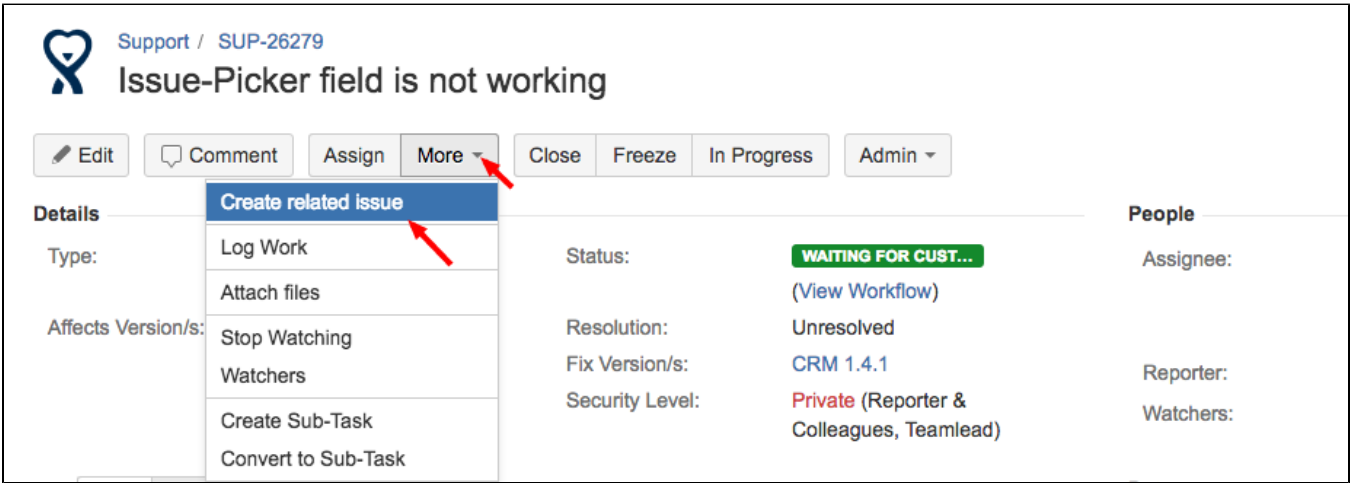 Support / SUP-26279
Issue-Picker field is not working
Edit Comment Assign More Close Freeze In Progress Admin
Create related issue
Details People
Log Work
Type: Status: WAITING FOR CUST... Assignee:
Attach files (View Workflow)
Affects Version/s: Stop Watching Resolution: Unresolved
Watchers Fix Version/s: CRM 1.4.1 Reporter:
Security Level: Private (Reporter & Watchers:
Create Sub-Task Colleagues, Teamlead)
Convert to Sub-Task